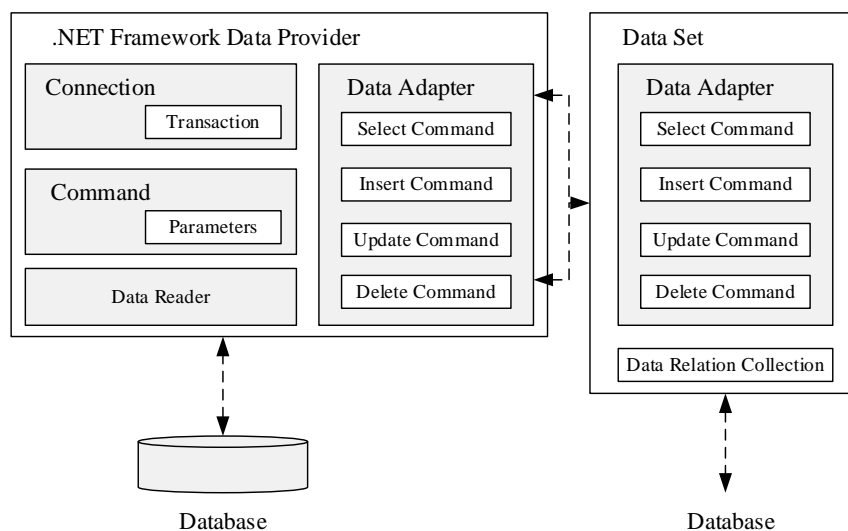 .NET Framework Data Provider
Connection
Transaction
Command
Parameters
Data Reader
Data Adapter
Select Command
Insert Command
Update Command
Delete Command
Database
Data Set
Data Adapter
Select Command
Insert Command
Update Command
Delete Command
Data Relation Collection
Database